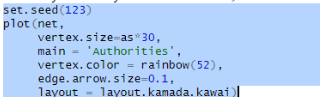 set.seed(123)
plot(net,
vertex.size=as*30,
main = 'Authorities',
vertex.color = rainbow(52),
edge.arrow.size=0.1,
layout = layout.kamada.kawai)